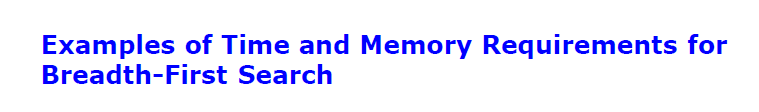 Examples of Time and Memory Requirements for
Breadth-First Search